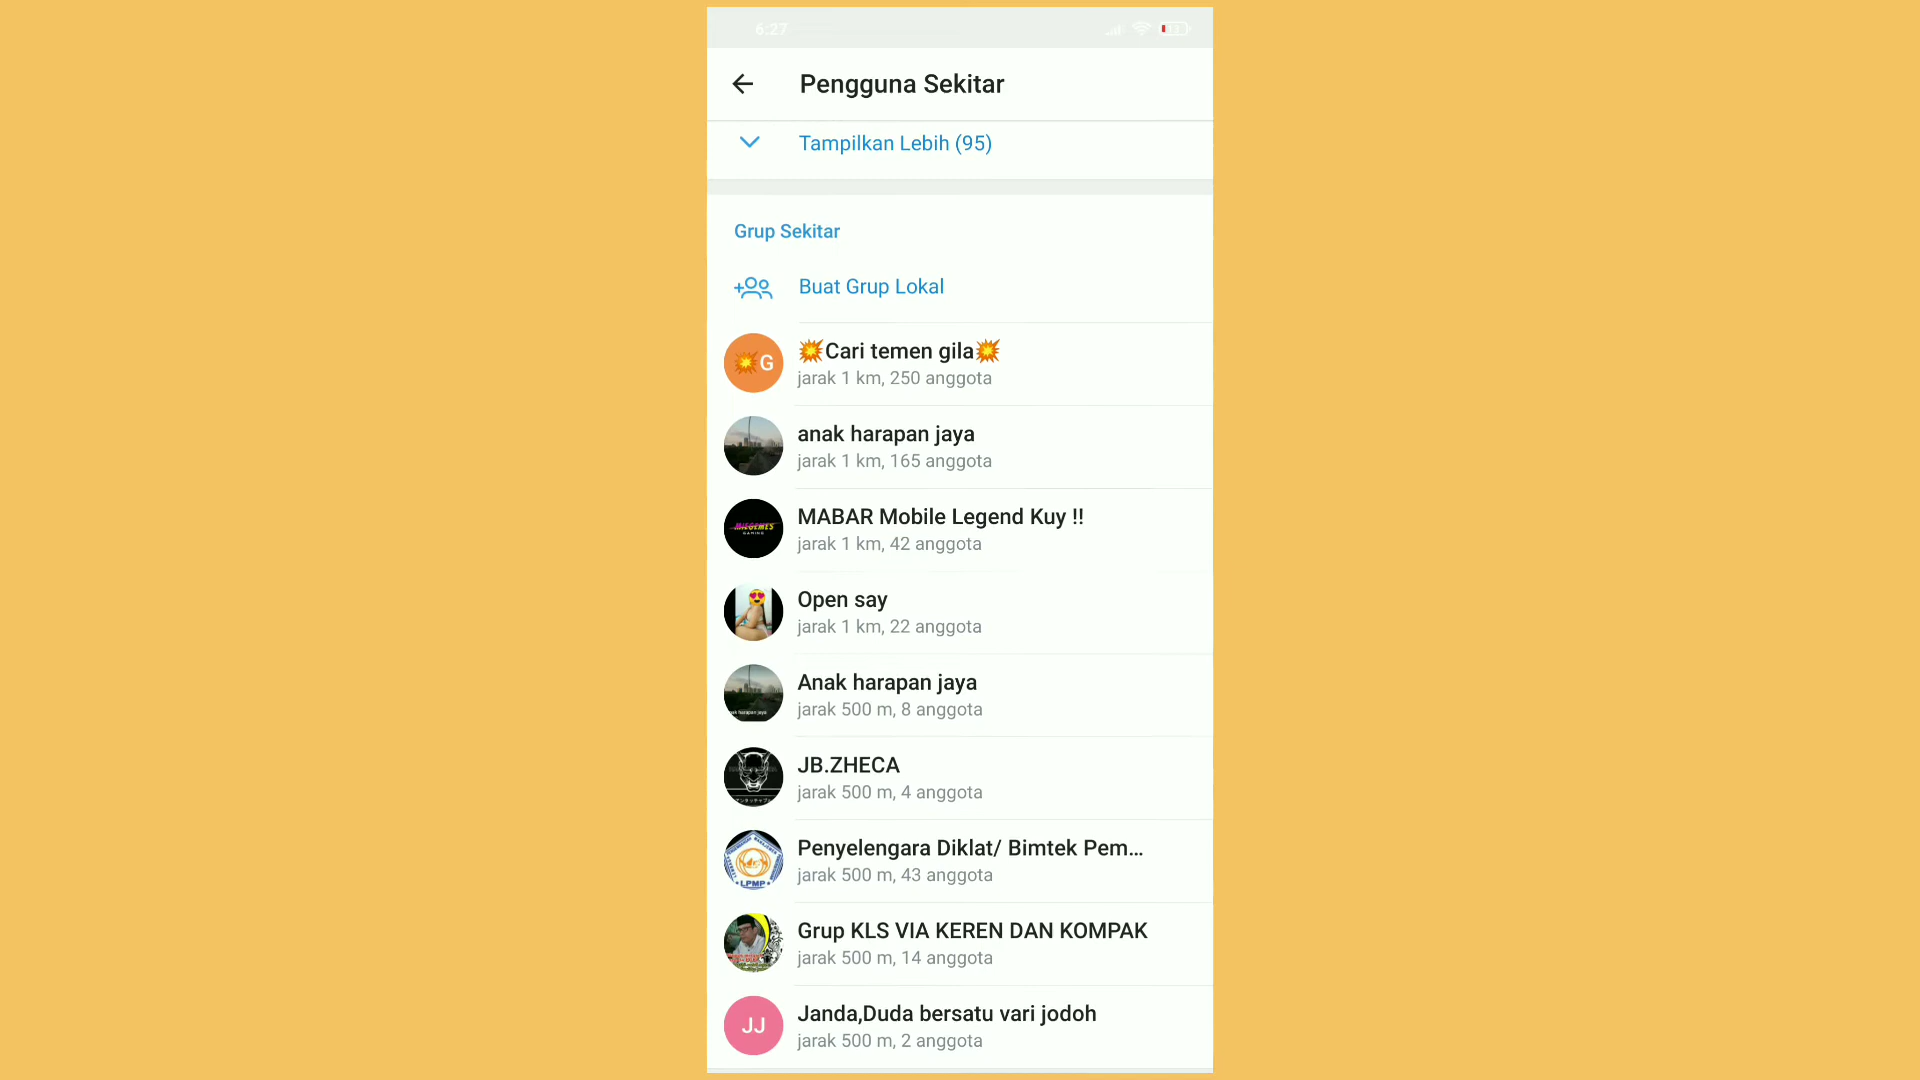 6:27
Pengguna Sekitar
Tampilkan Lebih (95)
Grup Sekitar
Buat Grup Lokal
💥G
💥Cari temen gila💥
jarak 1 km, 250 anggota
anak harapan jaya
jarak 1 km, 165 anggota
MABAR Mobile Legend Kuy !!
jarak 1 km, 42 anggota
Open say
jarak 1 km, 22 anggota
Anak harapan jaya
jarak 500 m, 8 anggota
JB.ZHECA
jarak 500 m, 4 anggota
LPMP
Penyelengara Diklat/ Bimtek Pem...
jarak 500 m, 43 anggota
Grup KLS VIA KEREN DAN KOMPAK
jarak 500 m, 14 anggota
JJ
Janda,Duda bersatu vari jodoh
jarak 500 m, 2 anggota